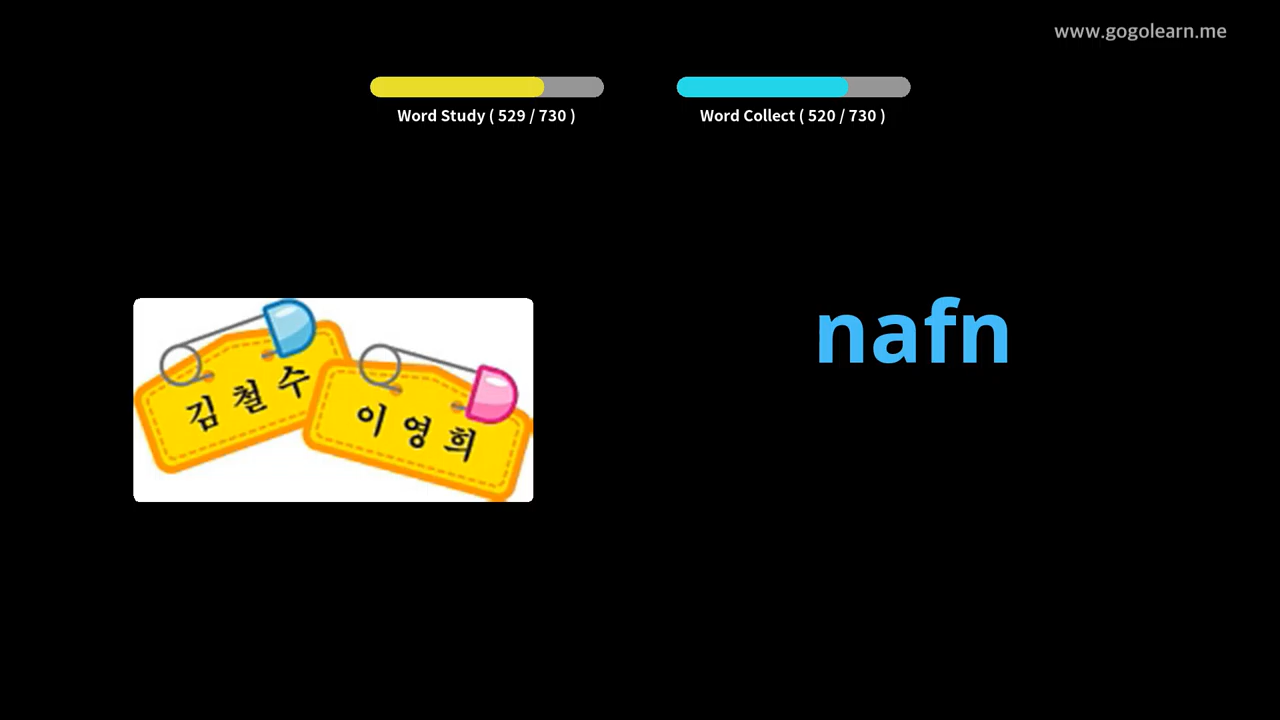 www.gogolearn.me
Word Study ( 529 / 730 )
Word Collect ( 520 / 730 )
김철수
이영희
nafn